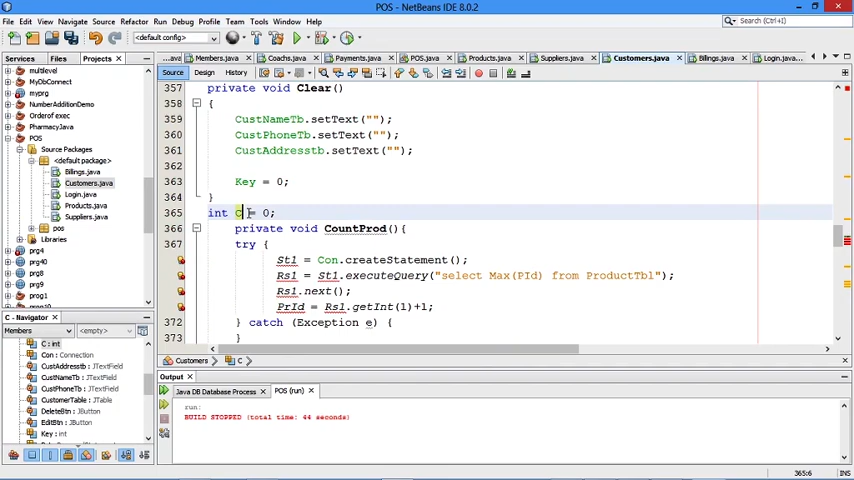 POS - NetBeans IDE 8.0.2
File Edit View Navigate Source Refactor Run Debug Profile Team Tools Window Help
Search (Ctrl+I)
<default config>
...ava Members.java Coachs.java Payments.java POS.java Products.java Suppliers.java Customers.java Billings.java Login.java...
Services Files Projects
Source Design History
multilevel
MyDbConnect
myprg
NumberAdditionDemo
Orderof exec
PharmacyJava
POS
Source Packages
<default package>
Billings.java
Customers.java
Login.java
Products.java
Suppliers.java
pos
Libraries
prg4
prg40
prg8
prg9
prog1
357 private void Clear()
358 {
359 CustNameTb.setText("");
360 CustPhoneTb.setText("");
361 CustAddresstb.setText("");
362
363 Key = 0;
364 }
365 int C = 0;
366 private void CountProd(){
367 try {
St1 = Con.createStatement();
Rs1 = St1.executeQuery("select Max(PId) from ProductTbl");
Rs1.next();
PrId = Rs1.getInt(1)+1;
372 } catch (Exception e) {
373 }
C - Navigator
Members <empty>
C : int
Con : Connection
CustAddresstb : JTextField
CustNameTb : JTextField
CustPhoneTb : JTextField
CustomerTable : JTable
DeleteBtn : JButton
EditBtn : JButton
Key : int
Customers C
Output
Java DB Database Process POS (run)
run:
BUILD STOPPED (total time: 44 seconds)
365:6 INS